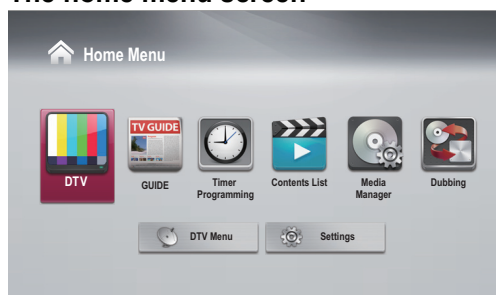 The home menu screen
Home Menu
TV GUIDE
DTV
GUIDE
Timer
Programming
Contents List
Media
Manager
Dubbing
DTV Menu
Settings